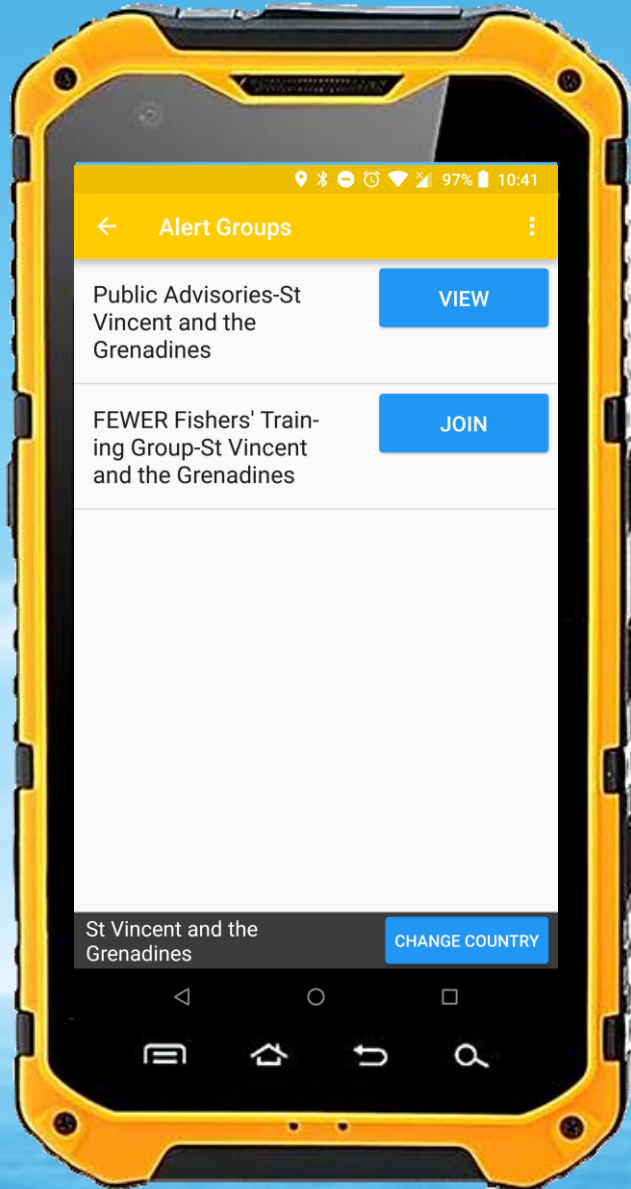 97% 10:41
Alert Groups
Public Advisories-St
Vincent and the
Grenadines
VIEW
FEWER Fishers' Train-
ing Group-St Vincent
and the Grenadines
JOIN
St Vincent and the
Grenadines
CHANGE COUNTRY